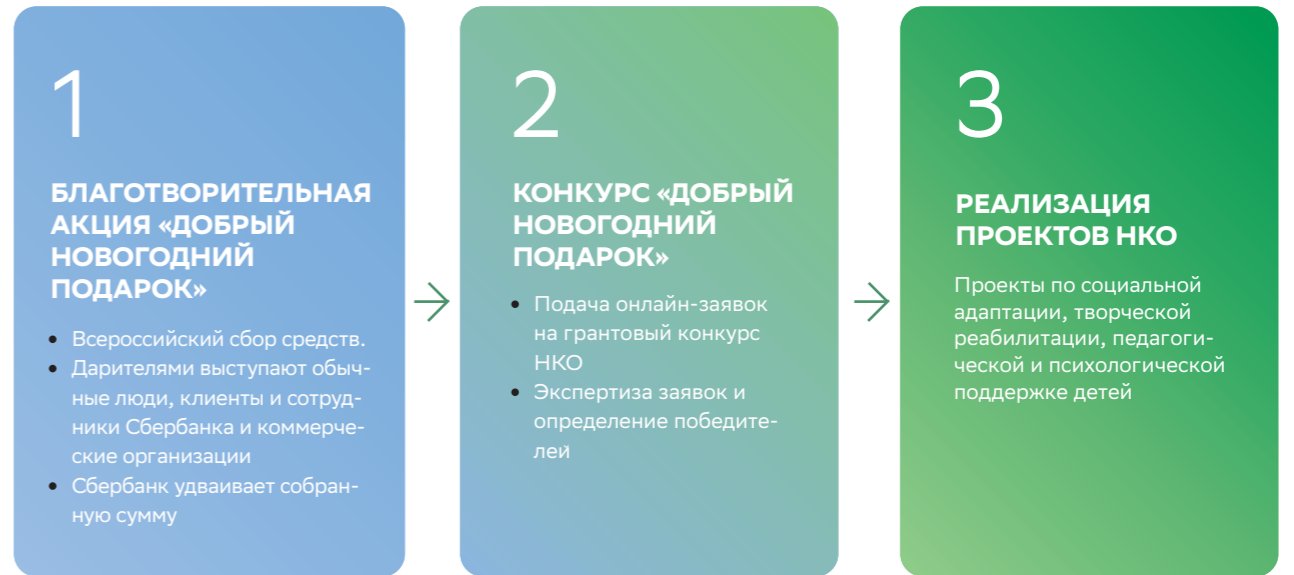 1
БЛАГОТВОРИТЕЛЬНАЯ
АКЦИЯ «ДОБРЫЙ
НОВОГОДНИЙ
ПОДАРОК»
• Всероссийский сбор средств.
• Дарителями выступают обыч-
ные люди, клиенты и сотруд-
ники Сбербанка и коммерче-
ские организации
• Сбербанк удваивает собран-
ную сумму
2
КОНКУРС «ДОБРЫЙ
НОВОГОДНИЙ
ПОДАРОК»
• Подача онлайн-заявок
на грантовый конкурс
НКО
• Экспертиза заявок и
определение победите-
лей
3
РЕАЛИЗАЦИЯ
ПРОЕКТОВ НКО
Проекты по социальной
адаптации, творческой
реабилитации, педагоги-
ческой и психологической
поддержке детей